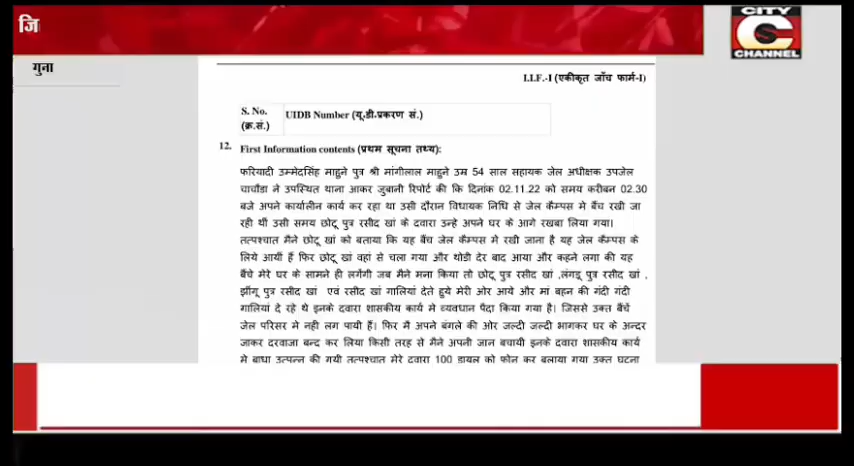 जि
CITY
C
CHANNEL
गुना
I.I.F.-I (एकीकृत जाँच फार्म-I)
S. No. UIDB Number (यू.डी.प्रकरण सं.)
(क्र.सं.)
12. First Information contents (प्रथम सूचना तथ्य):
फरियादी उम्मेदसिंह माहुने पुत्र श्री मांगीलाल माहुने उम्र 54 साल सहायक जेल अधीक्षक उपजेल
चाचौडा ने उपस्थित थाना आकर जुबानी रिपोर्ट की कि दिनांक 02.11.22 को समय करीबन 02.30
बजे अपने कार्यालीन कार्य कर रहा था उसी दौरान विधायक निधि से जेल कैम्पस मे बैंच रखी जा
रही थीं उसी समय छोटू पुत्र रसीद खां के दवारा उन्हे अपने घर के आगे रखबा लिया गया।
तत्पश्चात मैंने छोटू खां को बताया कि यह बैंच जेल कैम्पस में रखी जाना है यह जेल कैम्पस के
लिये आयीं हैं फिर छोटू खां वहां से चला गया और थोडी देर बाद आया और कहने लगा की यह
बैंचे मेरे घर के सामने ही लगेंगी जब मैने मना किया तो छोटू पुत्र रसीद खां ,लंगडू पुत्र रसीद खां ,
झींगू पुत्र रसीद खां एवं रसीद खां गालियां देते हुये मेरी ओर आये और मां बहन की गंदी गंदी
गालियां दे रहे थे इनके दवारा शासकीय कार्य मे व्यवधान पैदा किया गया है। जिससे उक्त बैंचें
जेल परिसर मे नही लग पायी हैं। फिर मैं अपने बंगले की ओर जल्दी जल्दी भागकर घर के अन्दर
जाकर दरवाजा बन्द कर लिया किसी तरह से मैने अपनी जान बचायी इनके दवारा शासकीय कार्य
मे बाधा उत्पन्न की गयी तत्पश्चात मेरे दवारा 100 डायल को फोन कर बुलाया गया उक्त घटना